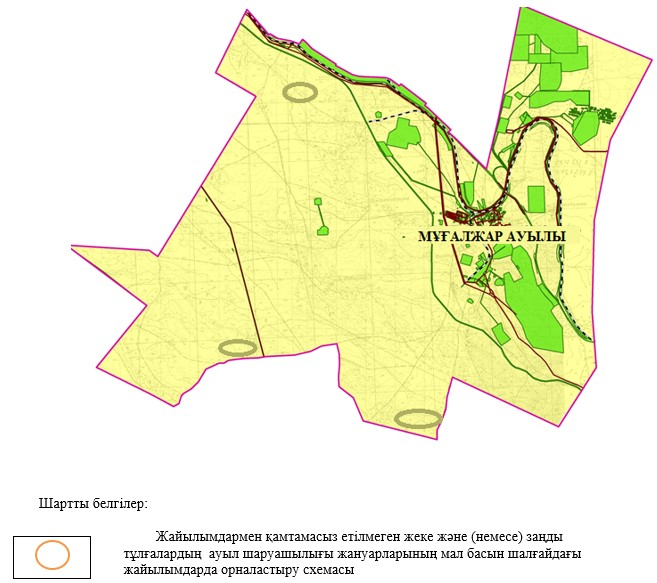 МҰҒАЛЖАР АУЫЛЫ
Шартты белгілер:
Жайылымдармен қамтамасыз етілмеген жеке және (немесе) заңды
тұлғалардың ауыл шаруашылығы жануарларының мал басын шалғайдағы
жайылымдарда орналастыру схемасы